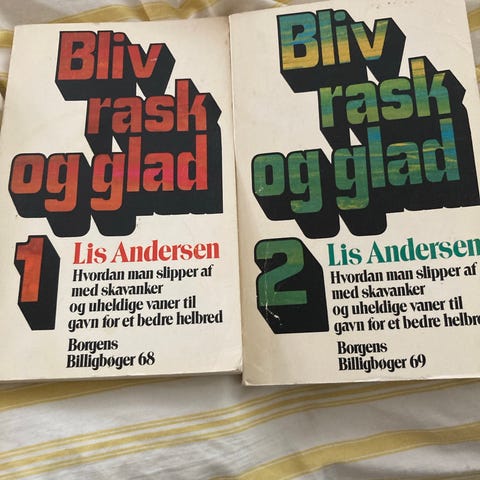 Bliv
rask
og glad
1
Lis Andersen
Hvordan man slipper af
med skavanker
og uheldige vaner til
gavn for et bedre helbred
Borgens
Billigbøger 68
Bliv
rask
og glad
2
Lis Andersen
Hvordan man slipper af
med skavanker
og uheldige vaner til
gavn for et bedre helbre
Borgens
Billigbøger 69